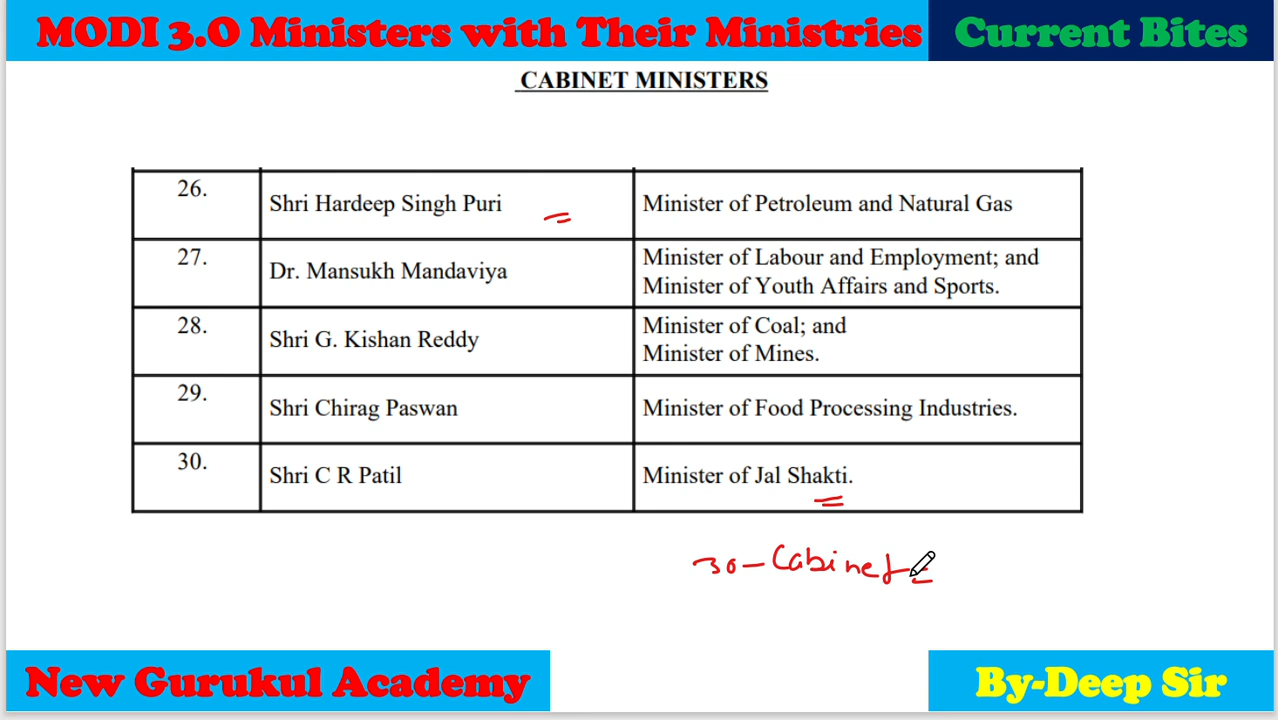 MODI 3.0 Ministers with Their Ministries
Current Bites
CABINET MINISTERS
26. Shri Hardeep Singh Puri Minister of Petroleum and Natural Gas
27. Dr. Mansukh Mandaviya Minister of Labour and Employment; and
Minister of Youth Affairs and Sports.
28. Shri G. Kishan Reddy Minister of Coal; and
Minister of Mines.
29. Shri Chirag Paswan Minister of Food Processing Industries.
30. Shri C R Patil Minister of Jal Shakti.
30-Cabinet
New Gurukul Academy
By-Deep Sir